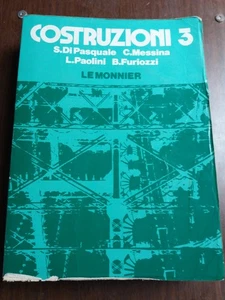 COSTRUZIONI 3
S.Di Pasquale C.Messina
L.Paolini B.Furiozzi
LE MONNIER